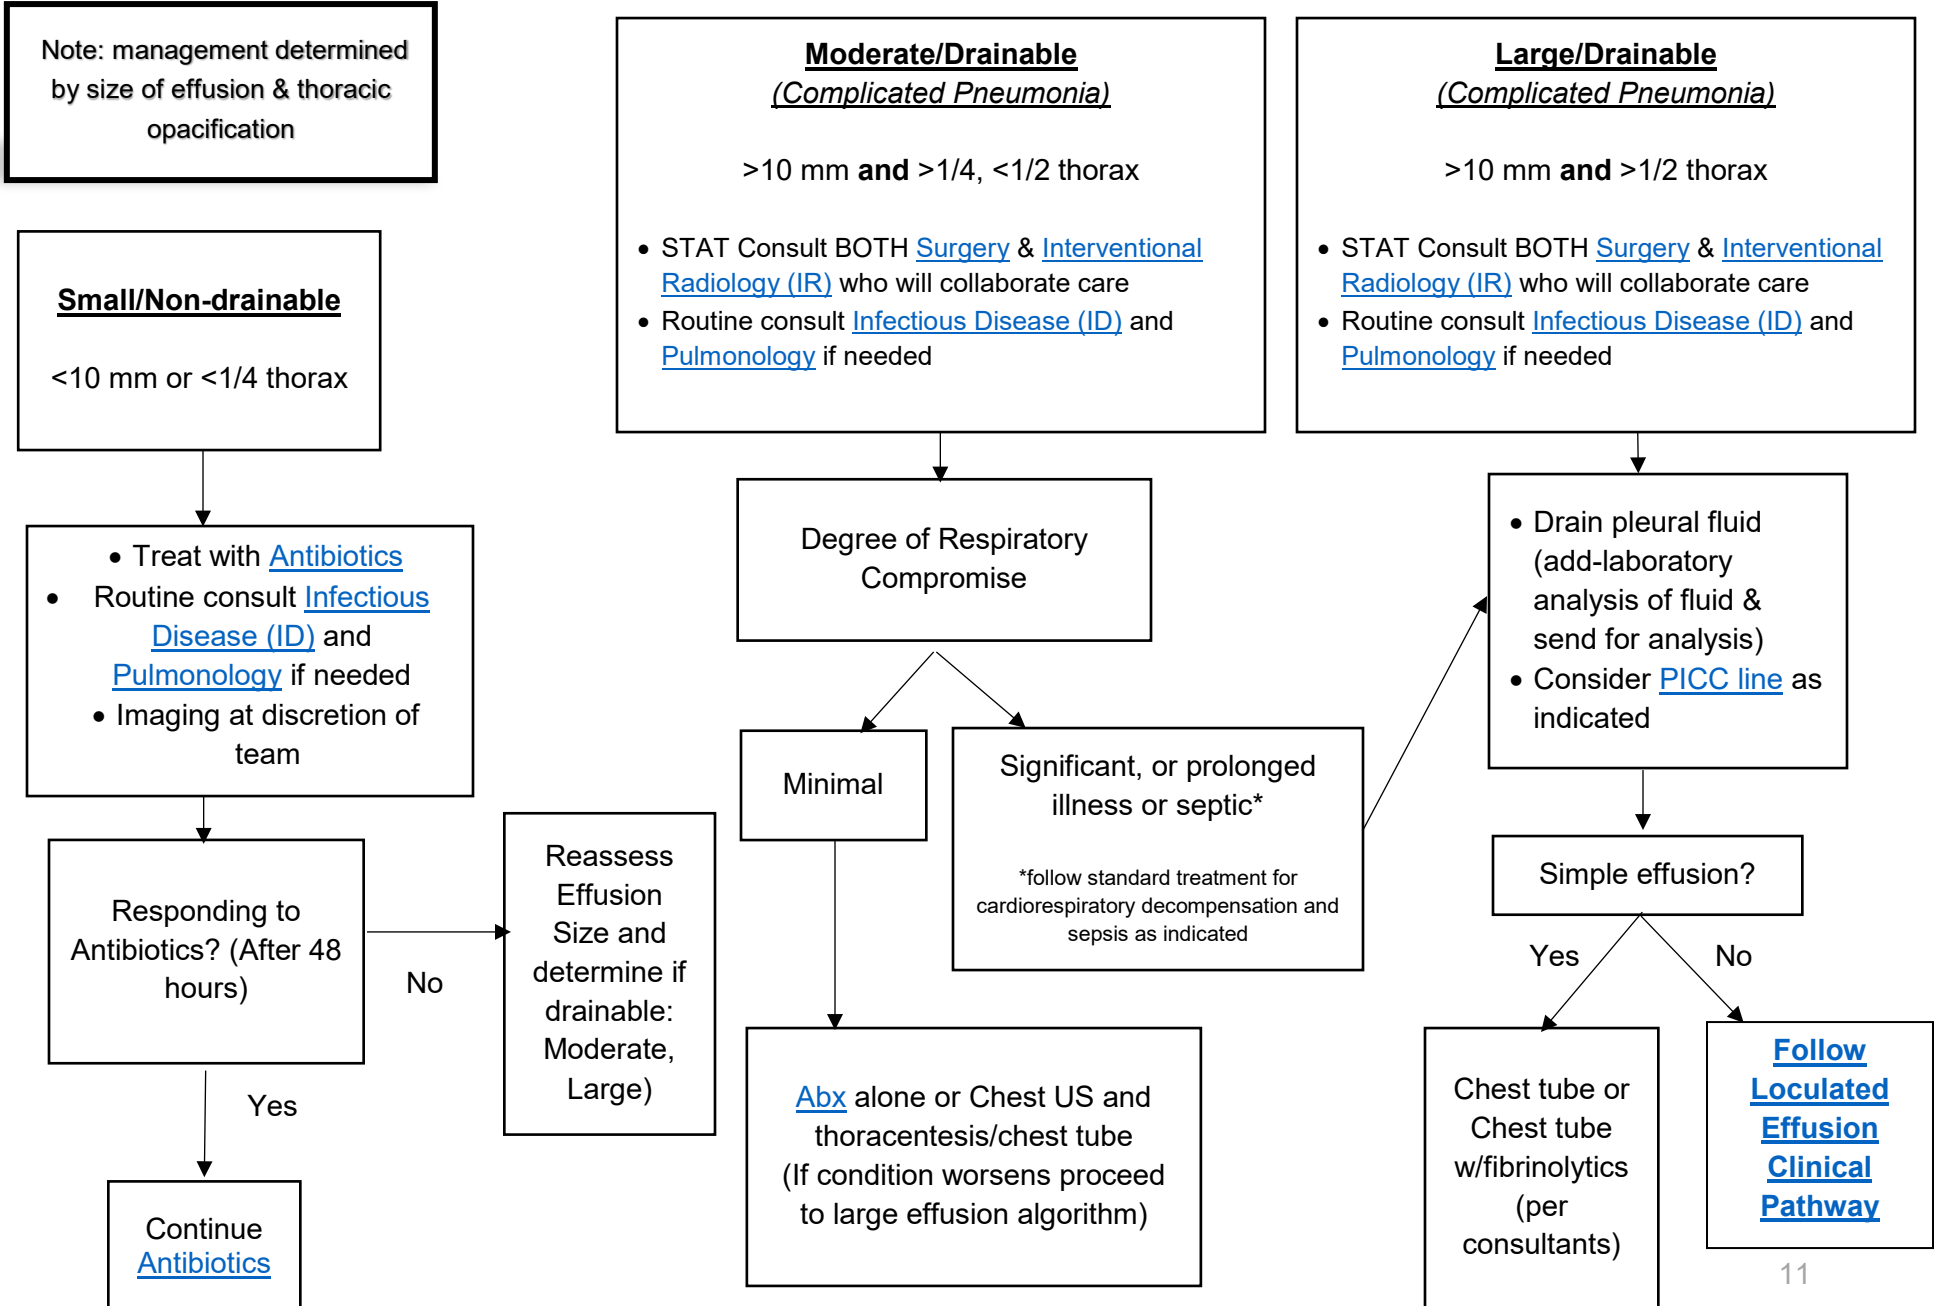 Note: management determined
by size of effusion & thoracic
opacification
Small/Non-drainable
<10 mm or <1/4 thorax
• Treat with Antibiotics
• Routine consult Infectious
Disease (ID) and
Pulmonology if needed
• Imaging at discretion of
team
Responding to
Antibiotics? (After 48
hours)
No
Yes
Continue
Antibiotics
Reassess
Effusion
Size and
determine if
drainable:
Moderate,
Large)
Moderate/Drainable
(Complicated Pneumonia)
>10 mm and >1/4, <1/2 thorax
• STAT Consult BOTH Surgery & Interventional
Radiology (IR) who will collaborate care
• Routine consult Infectious Disease (ID) and
Pulmonology if needed
Degree of Respiratory
Compromise
Minimal
Significant, or prolonged
illness or septic*
*follow standard treatment for
cardiorespiratory decompensation and
sepsis as indicated
Abx alone or Chest US and
thoracentesis/chest tube
(If condition worsens proceed
to large effusion algorithm)
Large/Drainable
(Complicated Pneumonia)
>10 mm and >1/2 thorax
• STAT Consult BOTH Surgery & Interventional
Radiology (IR) who will collaborate care
• Routine consult Infectious Disease (ID) and
Pulmonology if needed
• Drain pleural fluid
(add-laboratory
analysis of fluid &
send for analysis)
• Consider PICC line as
indicated
Simple effusion?
Yes
No
Chest tube or
Chest tube
w/fibrinolytics
(per
consultants)
Follow
Loculated
Effusion
Clinical
Pathway
11